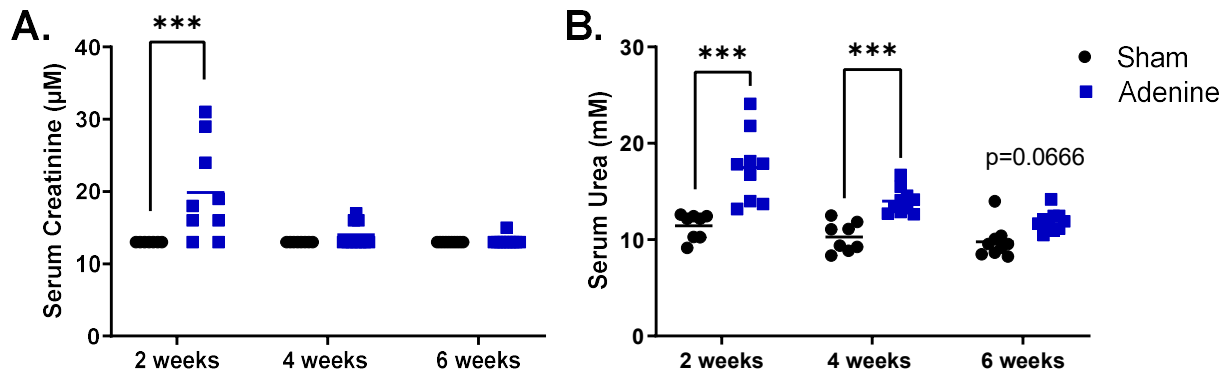 A.
***
Serum Creatinine (µM)
40
30
20
10
0
2 weeks
4 weeks
6 weeks
B.
***
***
p=0.0666
Serum Urea (mM)
30
20
10
0
2 weeks
4 weeks
6 weeks
Sham
Adenine